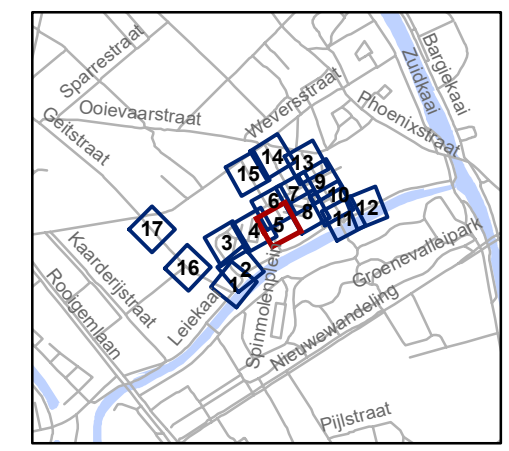 Sparrestraat
Bargiekaai
Zuidkaai
Weversstraat
Phoenixstraat
Ooievaarstraat
Geitstraat
14
13
15
9
7
10
6
12
8
11
5
17
4
3
16
2
1
Groenevalleipark
Kaarderijstraat
Leiekaai
Spinmolenplein
Rooigemlaan
Nieuwewandeling
Pijlstraat